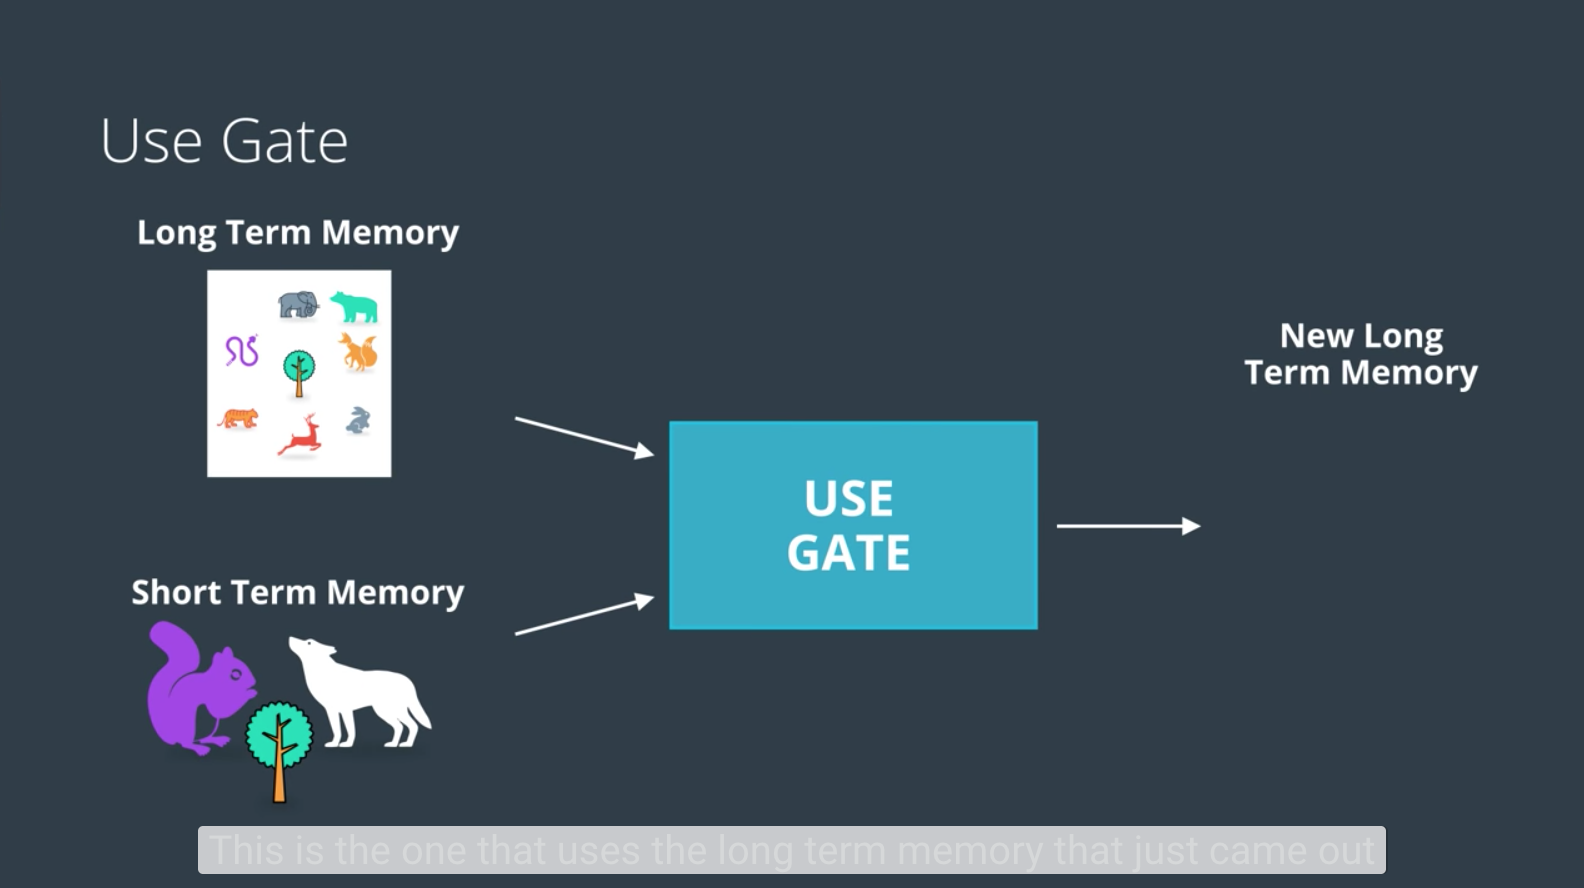 Use Gate
Long Term Memory
Short Term Memory
USE
GATE
New Long
Term Memory
This is the one that uses the long term memory that just came out